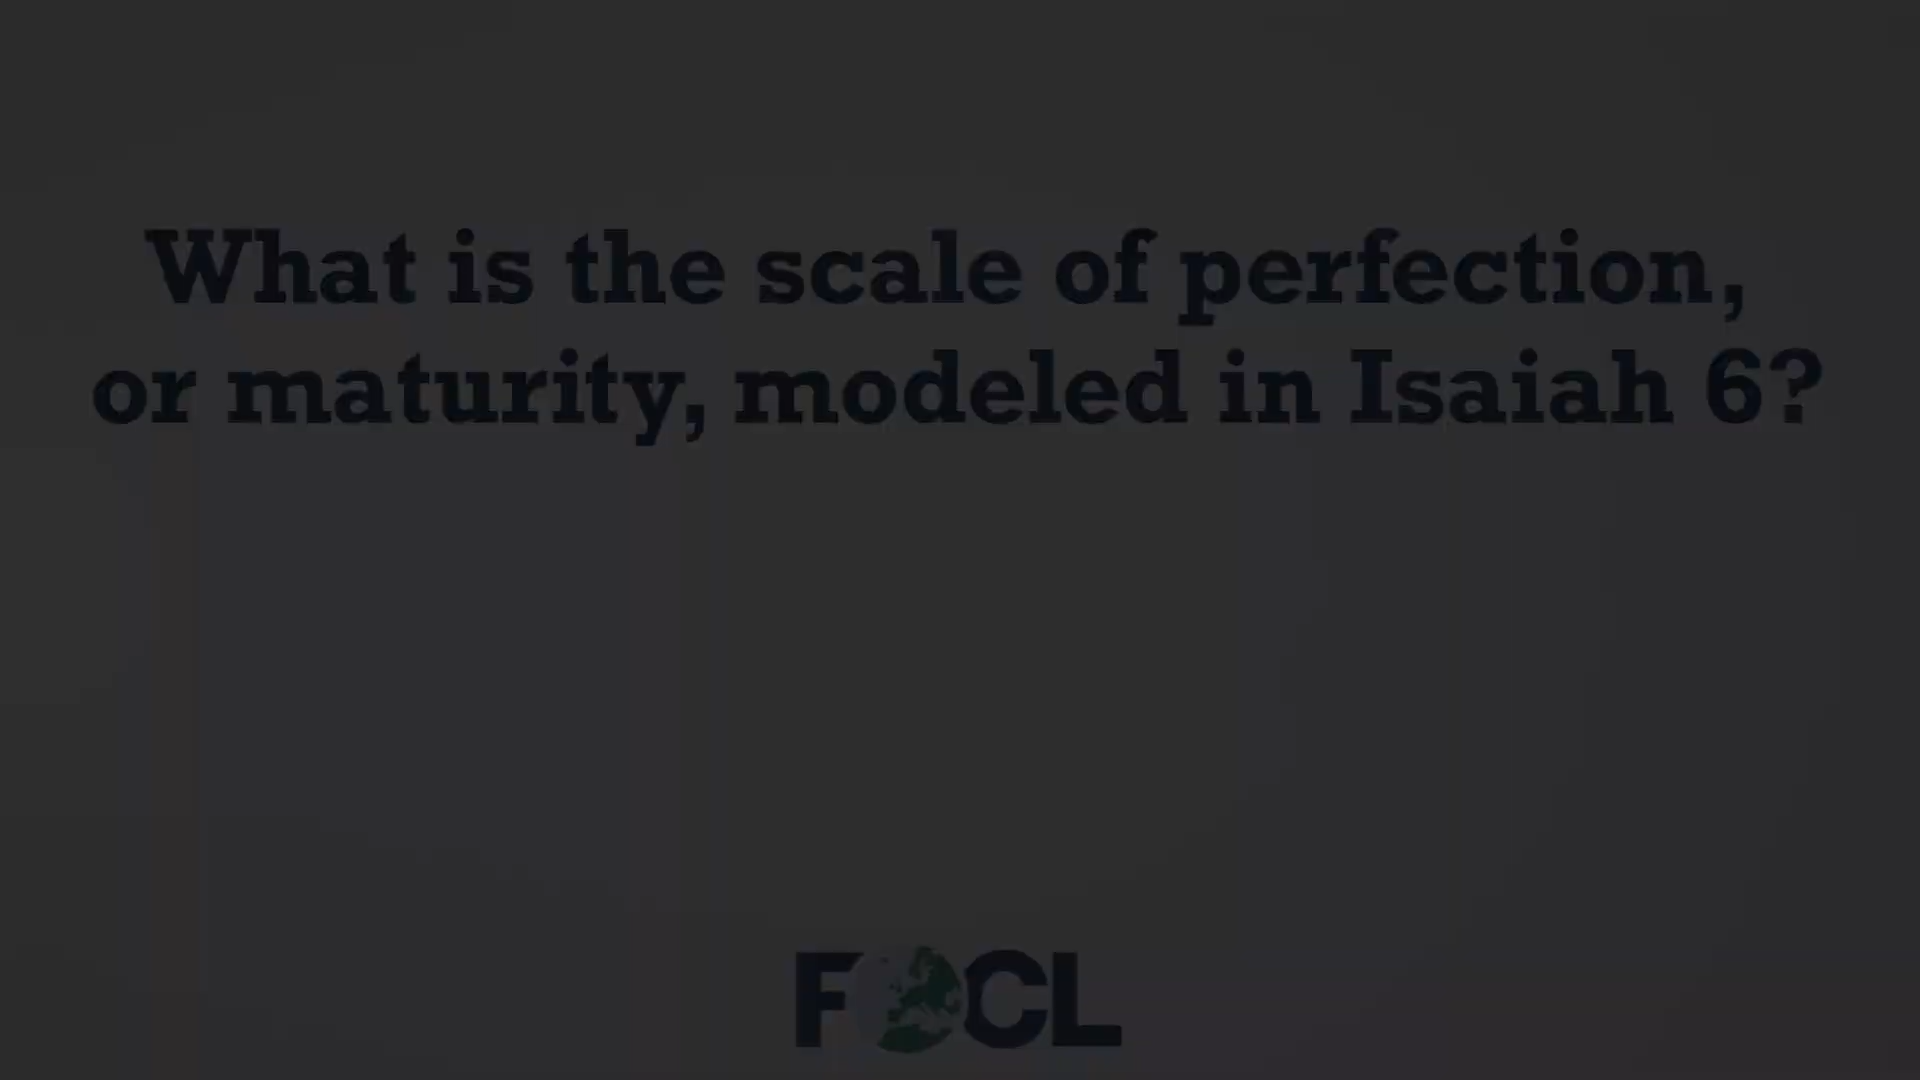 What is the scale of perfection,
or maturity, modeled in Isaiah 6?
FOCL